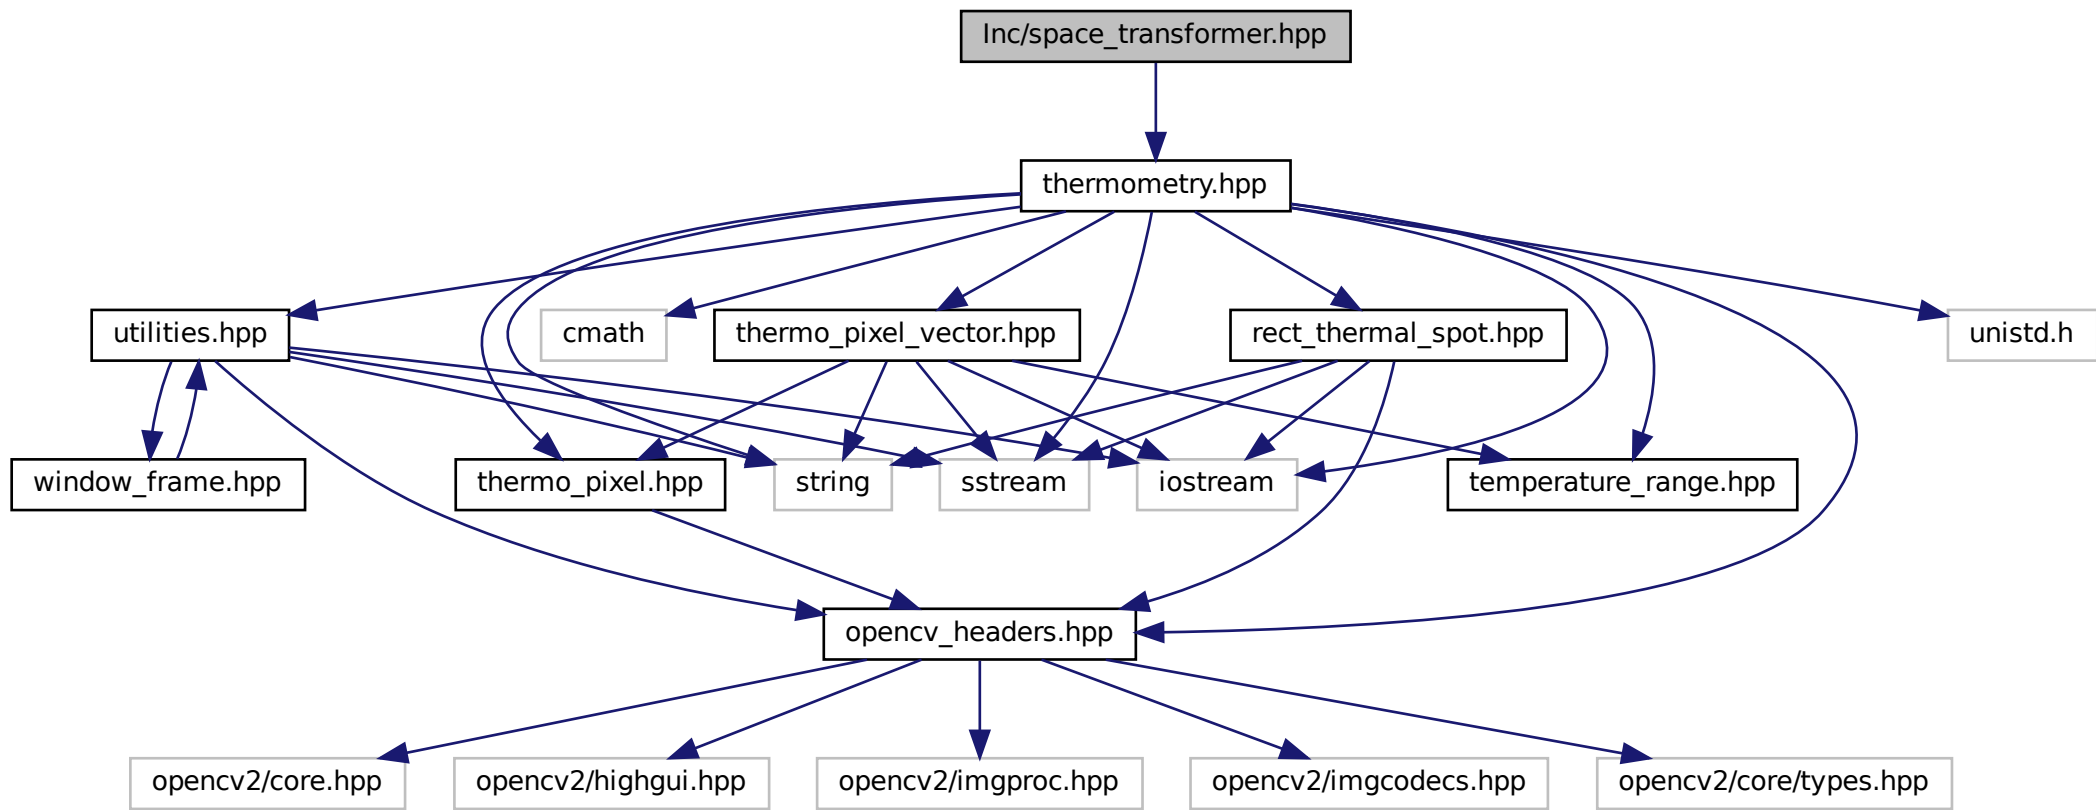 Inc/space_transformer.hpp
thermometry.hpp
utilities.hpp
cmath
thermo_pixel_vector.hpp
rect_thermal_spot.hpp
unistd.h
window_frame.hpp
thermo_pixel.hpp
string
sstream
iostream
temperature_range.hpp
opencv_headers.hpp
opencv2/core.hpp
opencv2/highgui.hpp
opencv2/imgproc.hpp
opencv2/imgcodecs.hpp
opencv2/core/types.hpp